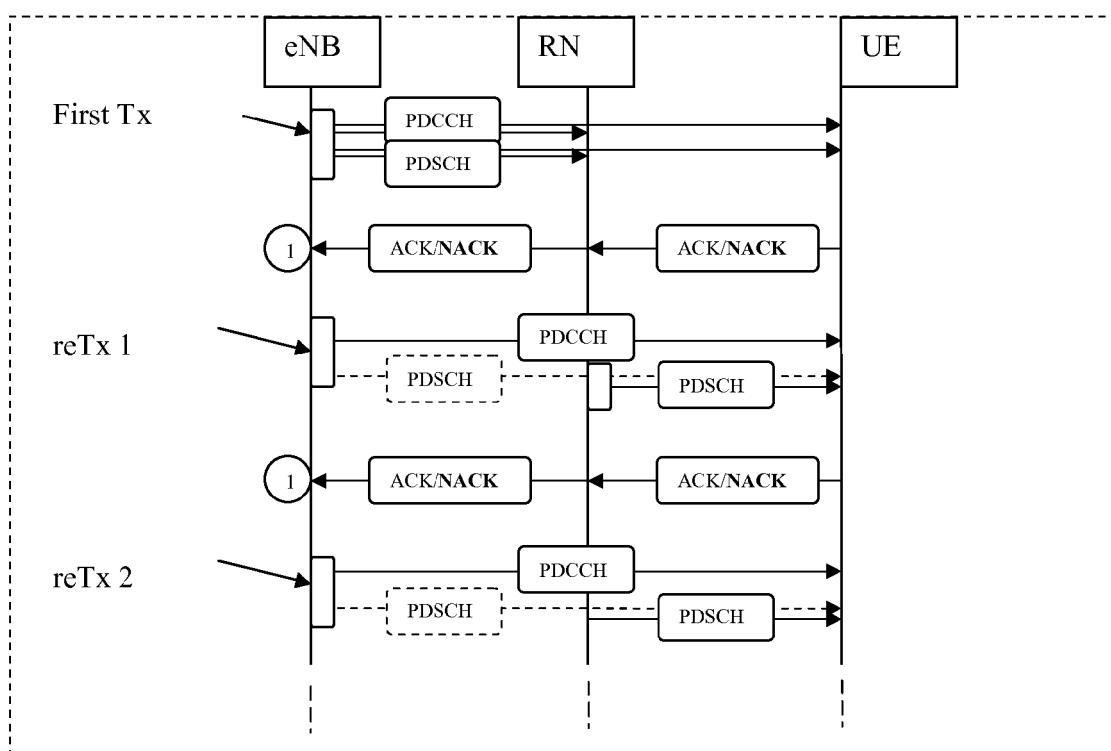 eNB
RN
UE
First Tx
PDCCH
PDSCH
1
ACK/NACK
ACK/NACK
reTx 1
PDCCH
PDSCH
PDSCH
1
ACK/NACK
ACK/NACK
reTx 2
PDCCH
PDSCH
PDSCH